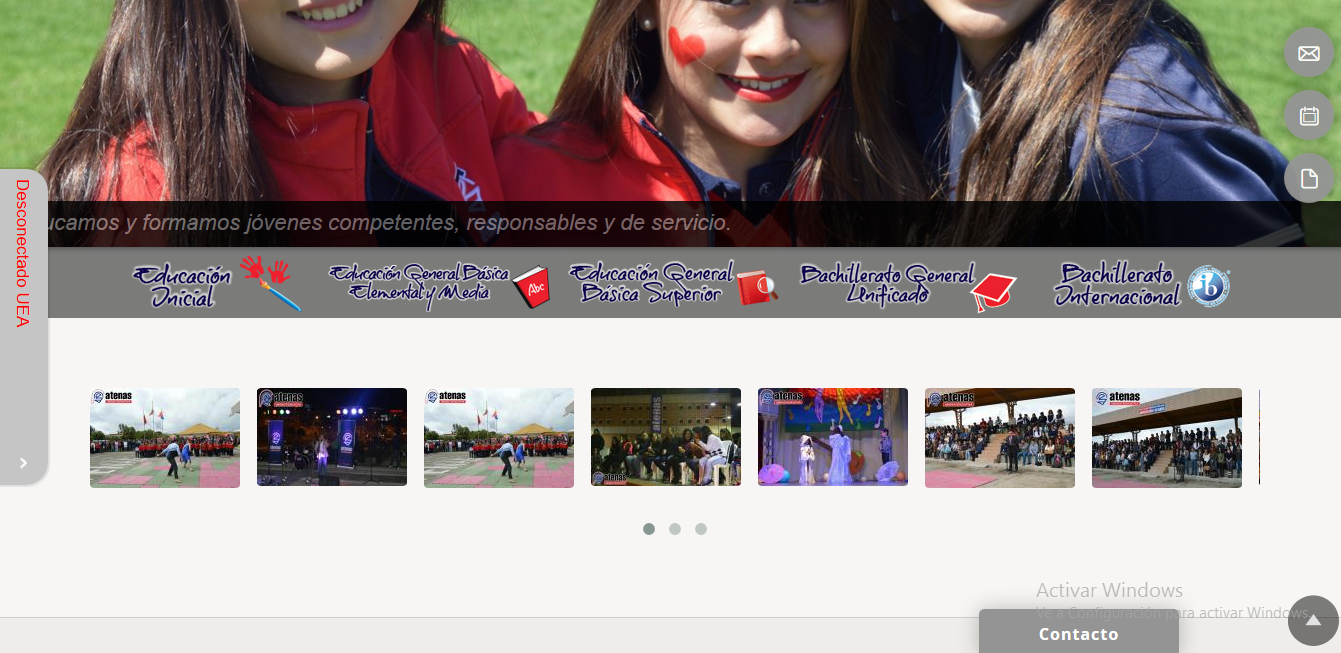 ucamos y formamos jóvenes competentes, responsables y de servicio.
Desconectado UEA
Educación
Inicial
Educación General Básica
Elemental y Media
Abc
Educación General
Básica Superior
Bachillerato General
Unificado
Bachillerato
Internacional
ib
atenas
atenas
atenas
atenas
atenas
atenas
atenas
atenas
Activar Windows
Ve a Configuración para activar Windows.
Contacto